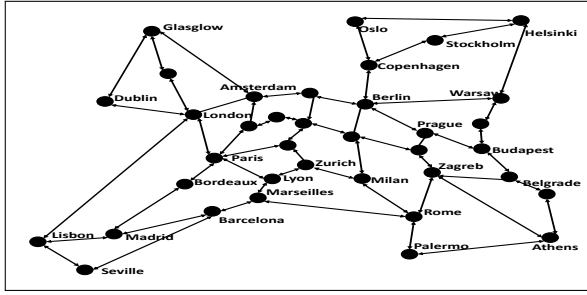 Glasglow
Oslo
Helsinki
Stockholm
Copenhagen
Amsterdam
Warsaw
Dublin
London
Berlin
Prague
Paris
Budapest
Zurich
Zagreb
Bordeaux
Lyon
Milan
Belgrade
Marseilles
Barcelona
Rome
Lisbon
Madrid
Athens
Palermo
Seville